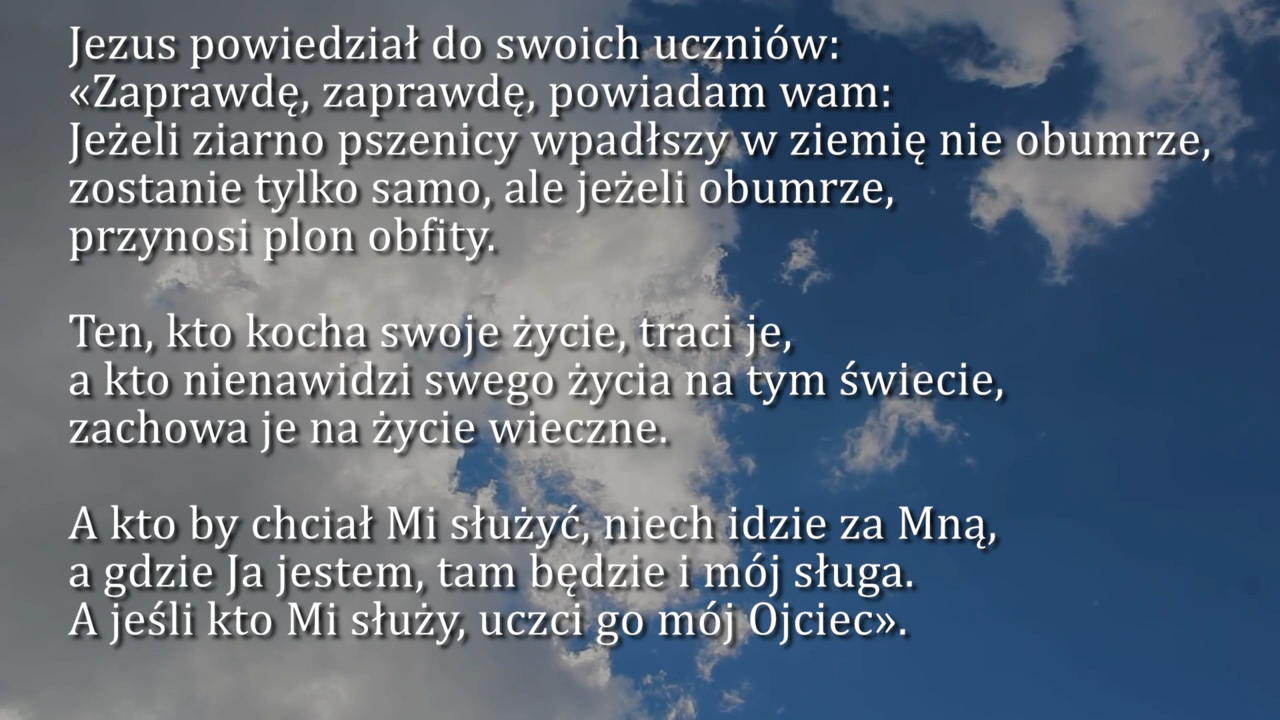 Jezus powiedział do swoich uczniów:
«Zaprawdę, zaprawdę, powiadam wam:
Jeżeli ziarno pszenicy wpadłszy w ziemię nie obumrze,
zostanie tylko samo, ale jeżeli obumrze,
przynosi plon obfity.
Ten, kto kocha swoje życie, traci je,
a kto nienawidzi swego życia na tym świecie,
zachowa je na życie wieczne.
A kto by chciał Mi służyć, niech idzie za Mną,
a gdzie Ja jestem, tam będzie i mój sługa.
A jeśli kto Mi służy, uczci go mój Ojciec».